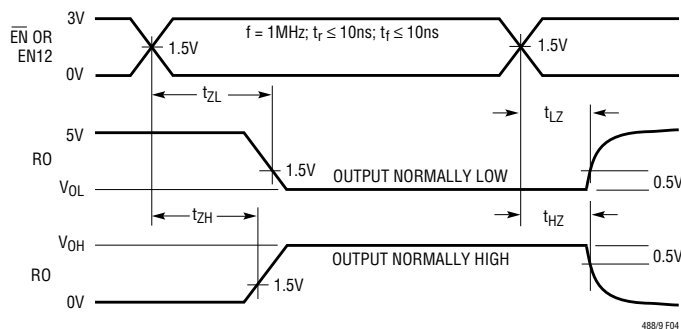 3V
EN OR
EN12
0V
1.5V
f = 1MHz; tr ≤ 10ns; tf ≤ 10ns
1.5V
tZL
tLZ
5V
RO
VOL
1.5V
OUTPUT NORMALLY LOW
0.5V
tZH
tHZ
VOH
RO
0V
1.5V
OUTPUT NORMALLY HIGH
0.5V
488/9 F04